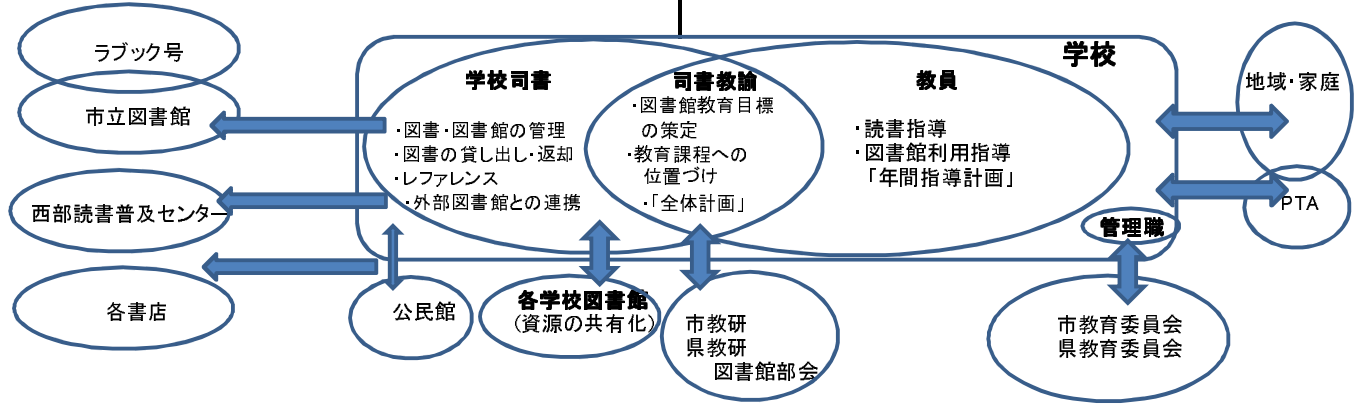 ラブック号
市立図書館
西部読書普及センター
各書店
学校
学校司書
・図書・図書館の管理
・図書の貸し出し・返却
・レファレンス
・外部図書館との連携
司書教諭
・図書館教育目標
の策定
・教育課程への
位置づけ
・「全体計画」
教員
・読書指導
・図書館利用指導
「年間指導計画」
管理職
地域・家庭
PTA
公民館
各学校図書館
(資源の共有化)
市教研
県教研
図書館部会
市教育委員会
県教育委員会